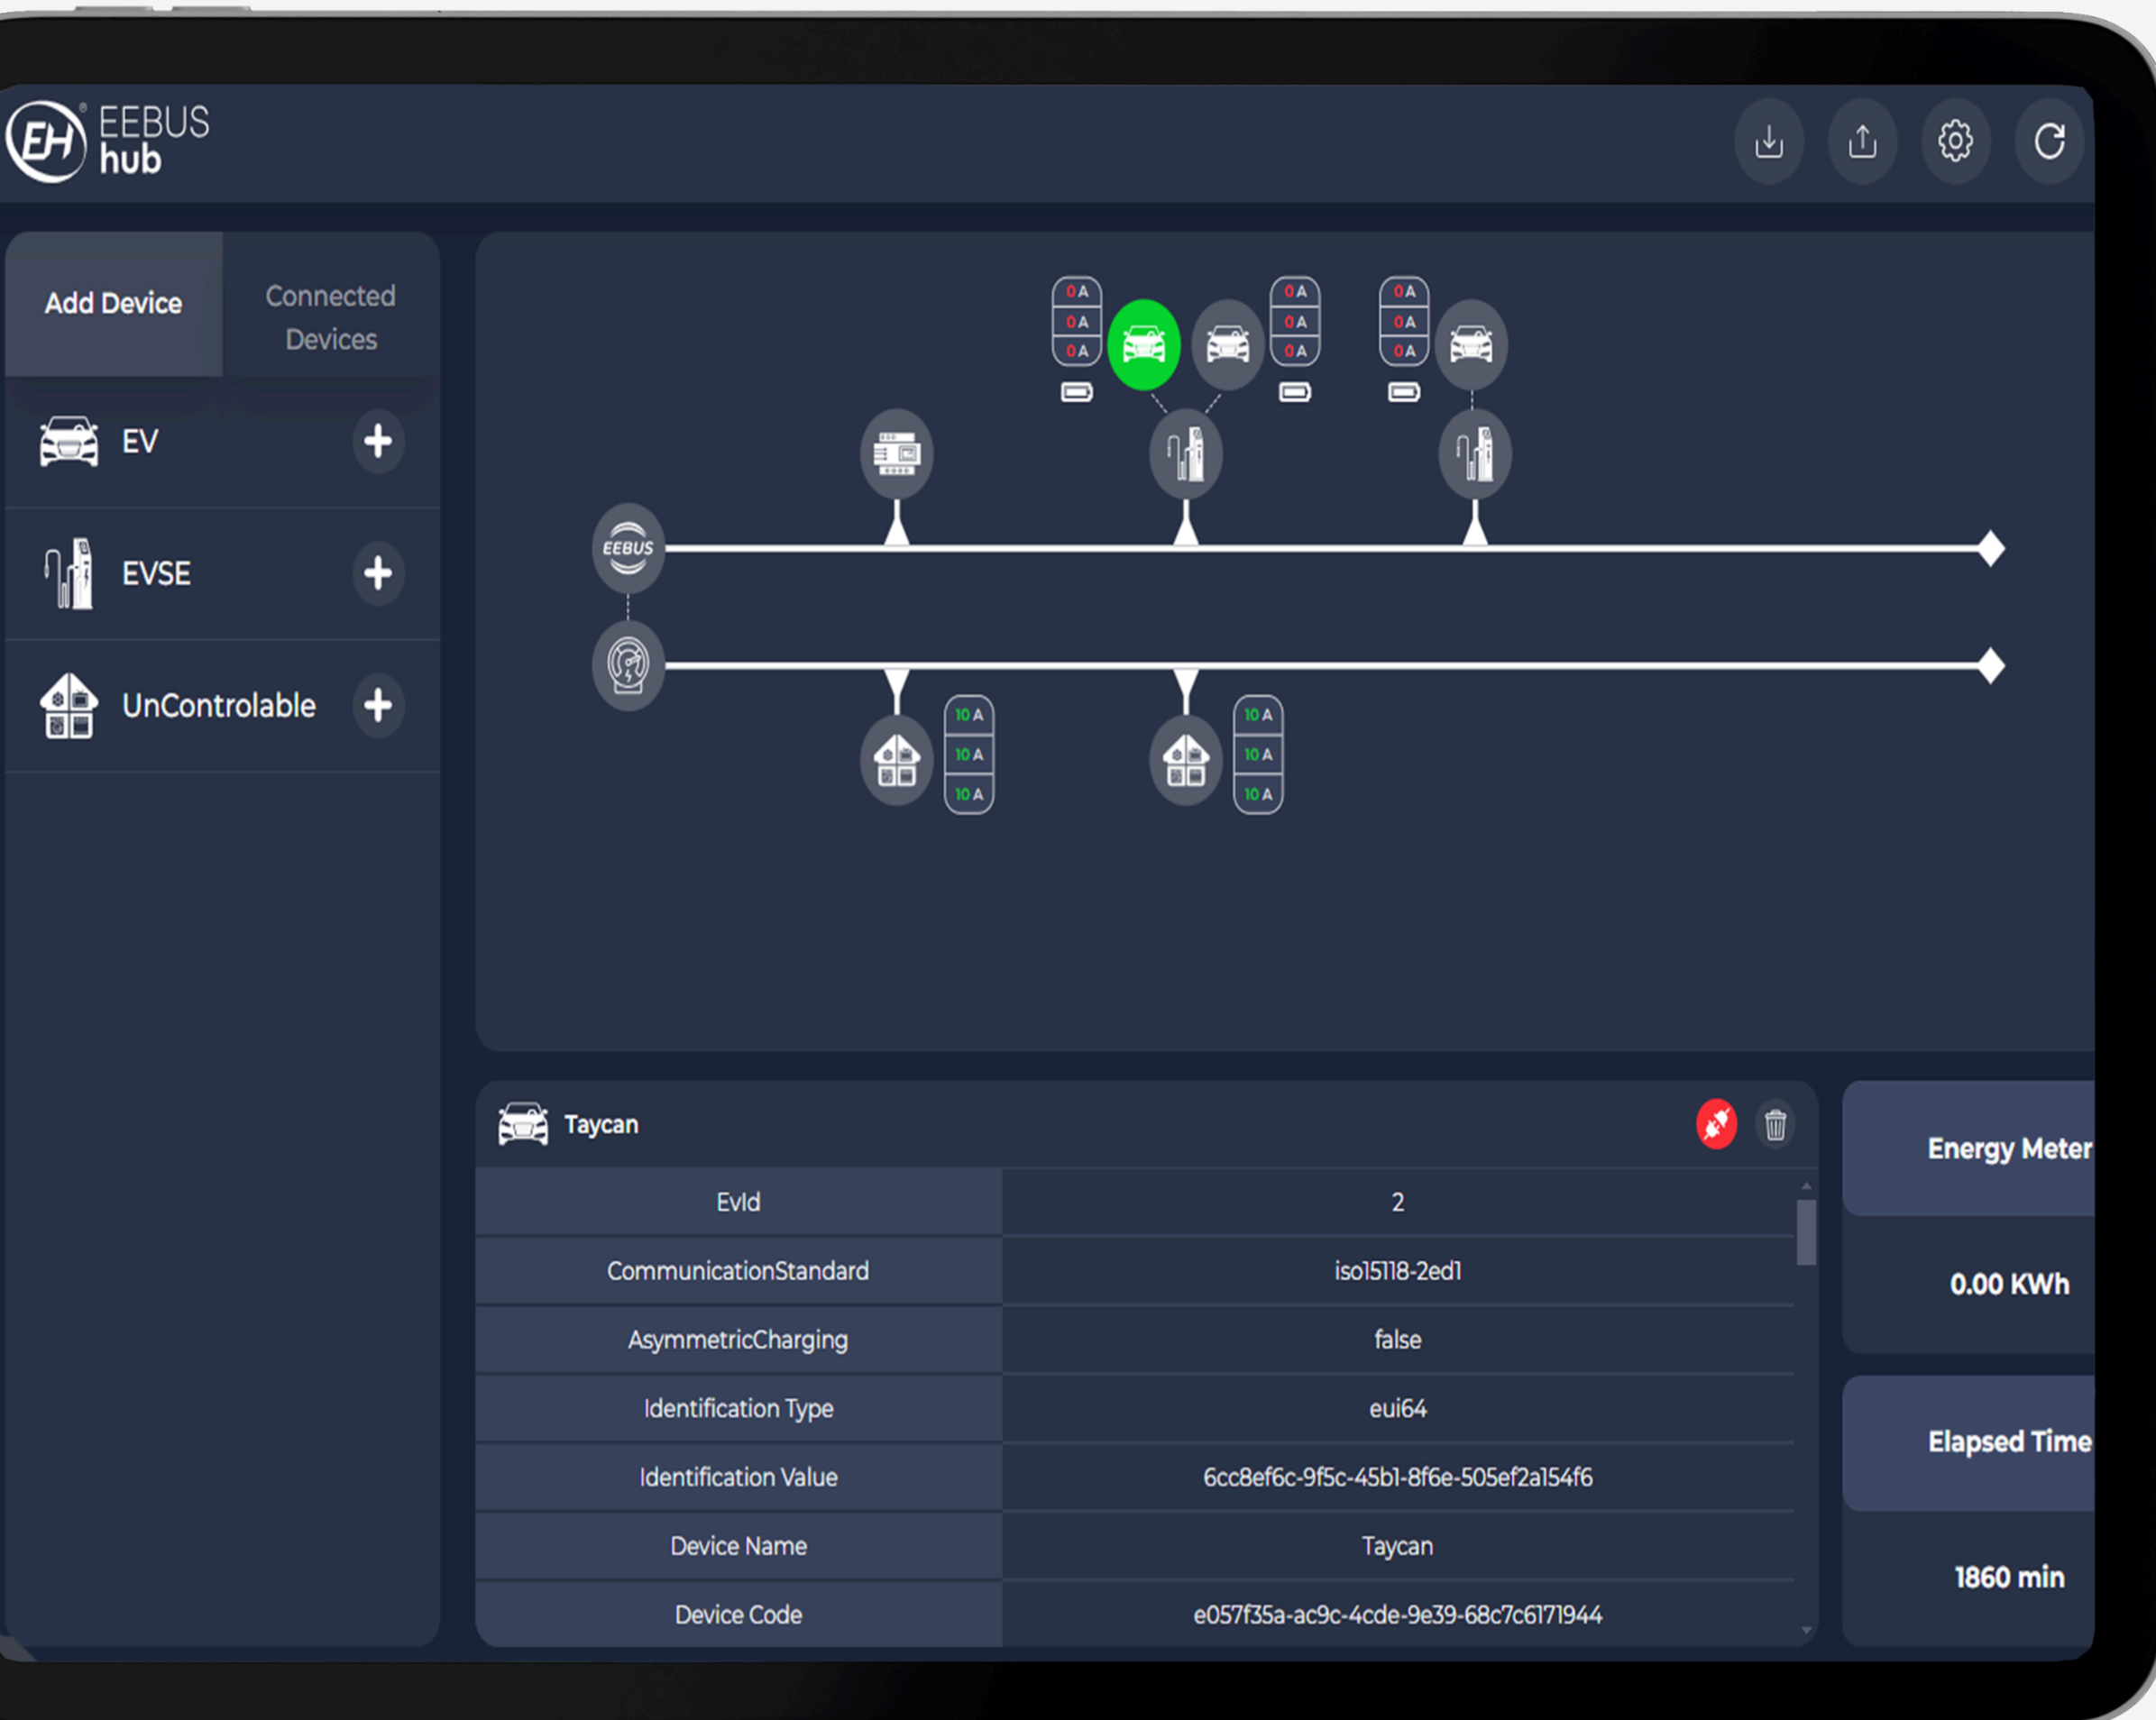 EH ®
EEBUS
hub
Add Device
Connected
Devices
EV
EVSE
UnControlable
0 A
0 A
0 A
0 A
0 A
0 A
0 A
0 A
0 A
EEBUS
10 A
10 A
10 A
10 A
10 A
10 A
Taycan
EvId
2
CommunicationStandard
iso15118-2ed1
AsymmetricCharging
false
Identification Type
eui64
Identification Value
6cc8ef6c-9f5c-45b1-8f6e-505ef2a154f6
Device Name
Taycan
Device Code
e057f35a-ac9c-4cde-9e39-68c7c6171944
Energy Meter
0.00 KWh
Elapsed Time
1860 min